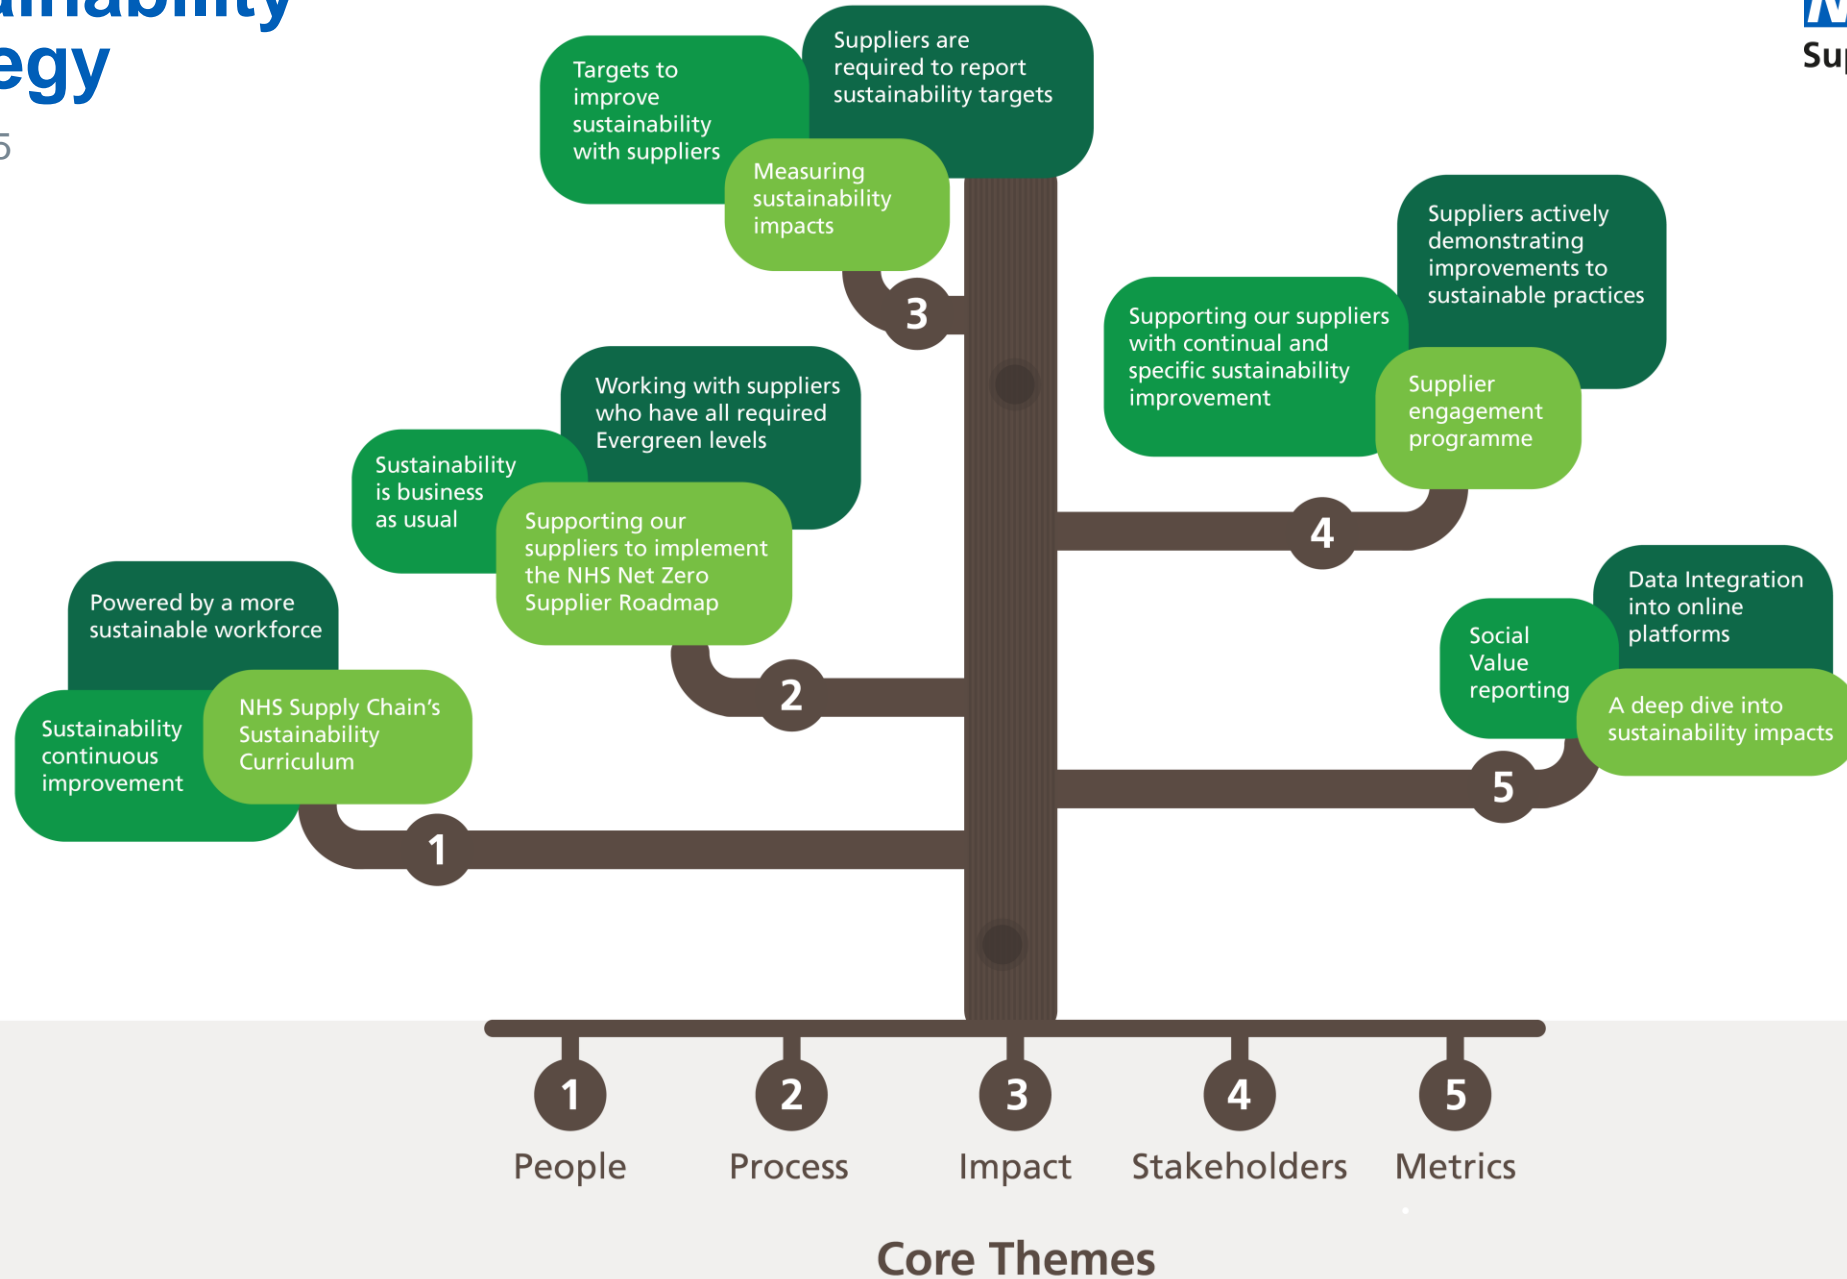 ainability
egy
5
Targets to
improve
sustainability
with suppliers
Suppliers are
required to report
sustainability targets
Measuring
sustainability
impacts
3
Suppliers actively
demonstrating
improvements to
sustainable practices
Supporting our suppliers
with continual and
specific sustainability
improvement
Supplier
engagement
programme
4
Working with suppliers
who have all required
Evergreen levels
Sustainability
is business
as usual
Supporting our
suppliers to implement
the NHS Net Zero
Supplier Roadmap
2
Data Integration
into online
platforms
Social
Value
reporting
A deep dive into
sustainability impacts
5
Powered by a more
sustainable workforce
Sustainability
continuous
improvement
NHS Supply Chain’s
Sustainability
Curriculum
1
1
2
3
4
5
People
Process
Impact
Stakeholders
Metrics
Core Themes